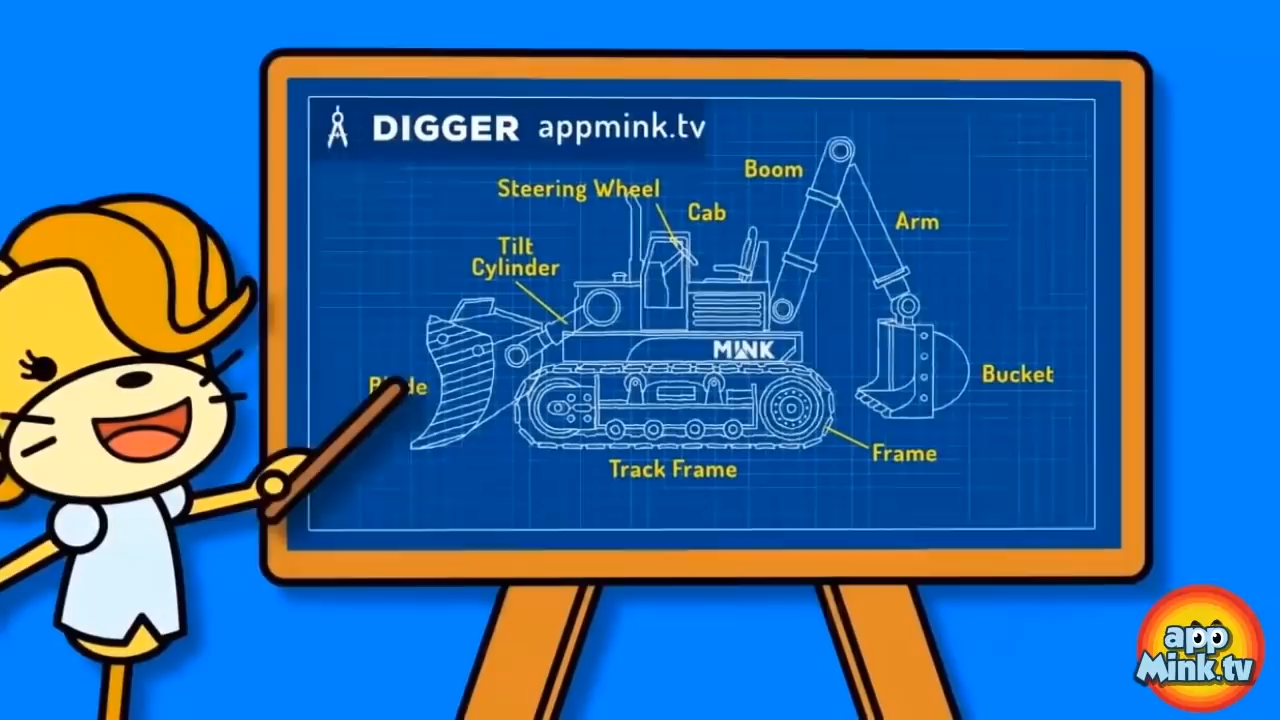 DIGGER appmink.tv
Boom
Steering Wheel
Cab
Arm
Tilt
Cylinder
MINK
Bucket
Frame
Track Frame
app
Mink.tv